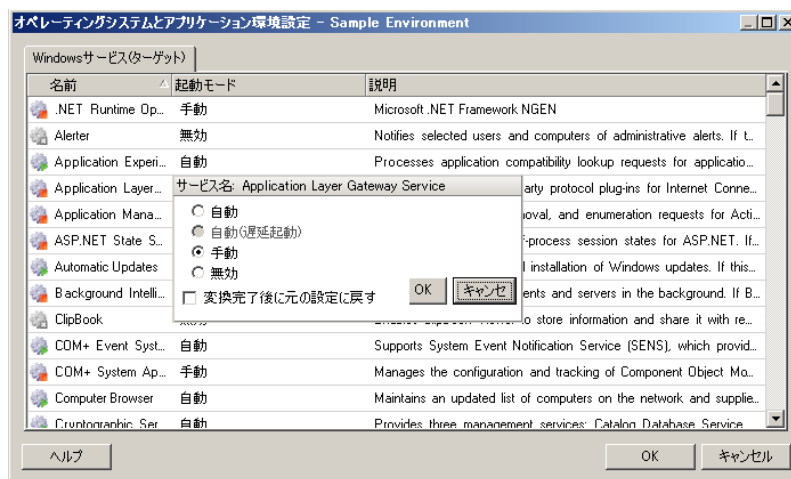 オペレーティングシステムとアプリケーション環境設定 - Sample Environment
Windowsサービス(ターゲット)
名前 起動モード 説明
.NET Runtime Op... 手動 Microsoft .NET Framework NGEN
Alerter 無効 Notifies selected users and computers of administrative alerts. If t...
Application Experi... 自動 Processes application compatibility lookup requests for applicatio...
Application Layer... arty protocol plug-ins for Internet Conne...
Application Mana... oval, and enumeration requests for Acti...
ASP.NET State S... -process session states for ASP.NET. If...
Automatic Updates l installation of Windows updates. If this...
Background Intelli... ents and servers in the background. If B...
サービス名: Application Layer Gateway Service
自動
自動(遅延起動)
手動
無効
変換完了後に元の設定に戻す
OK キャンセ
ClipBook to store information and share it with re...
COM+ Event Syst... 自動 Supports System Event Notification Service (SENS), which provid...
COM+ System Ap... 手動 Manages the configuration and tracking of Component Object Mo...
Computer Browser 自動 Maintains an updated list of computers on the network and supplie...
Cryptographic Ser 自動 Provides three management services: Catalog Database Service
ヘルプ OK キャンセル